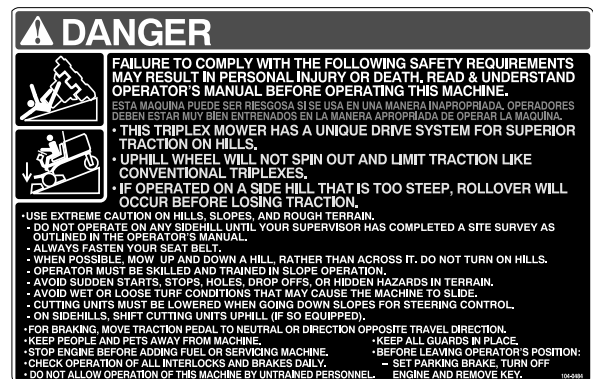 DANGER
FAILURE TO COMPLY WITH THE FOLLOWING SAFETY REQUIREMENTS
MAY RESULT IN PERSONAL INJURY OR DEATH. READ & UNDERSTAND
OPERATOR'S MANUAL BEFORE OPERATING THIS MACHINE.
ESTA MAQUINA PUEDE SER RIESGOSA SI SE USA EN UNA MANERA INAPROPRIADA. OPERADORES
DEBEN ESTAR MUY BIEN ENTRENADOS EN LA MANERA APROPRIADA DE OPERAR LA MAQUINA.
• THIS TRIPLEX MOWER HAS A UNIQUE DRIVE SYSTEM FOR SUPERIOR
TRACTION ON HILLS.
• UPHILL WHEEL WILL NOT SPIN OUT AND LIMIT TRACTION LIKE
CONVENTIONAL TRIPLEXES.
• IF OPERATED ON A SIDE HILL THAT IS TOO STEEP, ROLLOVER WILL
OCCUR BEFORE LOSING TRACTION.
• USE EXTREME CAUTION ON HILLS, SLOPES, AND ROUGH TERRAIN.
- DO NOT OPERATE ON ANY SIDEHILL UNTIL YOUR SUPERVISOR HAS COMPLETED A SITE SURVEY AS
OUTLINED IN THE OPERATOR'S MANUAL.
- ALWAYS FASTEN YOUR SEAT BELT.
- WHEN POSSIBLE, MOW UP AND DOWN A HILL, RATHER THAN ACROSS IT. DO NOT TURN ON HILLS.
- OPERATOR MUST BE SKILLED AND TRAINED IN SLOPE OPERATION.
- AVOID SUDDEN STARTS, STOPS, HOLES, DROP OFFS, OR HIDDEN HAZARDS IN TERRAIN.
- AVOID WET OR LOOSE TURF CONDITIONS THAT MAY CAUSE THE MACHINE TO SLIDE.
- CUTTING UNITS MUST BE LOWERED WHEN GOING DOWN SLOPES FOR STEERING CONTROL.
- ON SIDEHILLS, SHIFT CUTTING UNITS UPHILL (IF SO EQUIPPED).
• FOR BRAKING, MOVE TRACTION PEDAL TO NEUTRAL OR DIRECTION OPPOSITE TRAVEL DIRECTION.
• KEEP PEOPLE AND PETS AWAY FROM MACHINE.
• STOP ENGINE BEFORE ADDING FUEL OR SERVICING MACHINE.
• CHECK OPERATION OF ALL INTERLOCKS AND BRAKES DAILY.
• DO NOT ALLOW OPERATION OF THIS MACHINE BY UNTRAINED PERSONNEL.
• KEEP ALL GUARDS IN PLACE.
• BEFORE LEAVING OPERATOR'S POSITION:
- SET PARKING BRAKE, TURN OFF
ENGINE AND REMOVE KEY.
104-0484